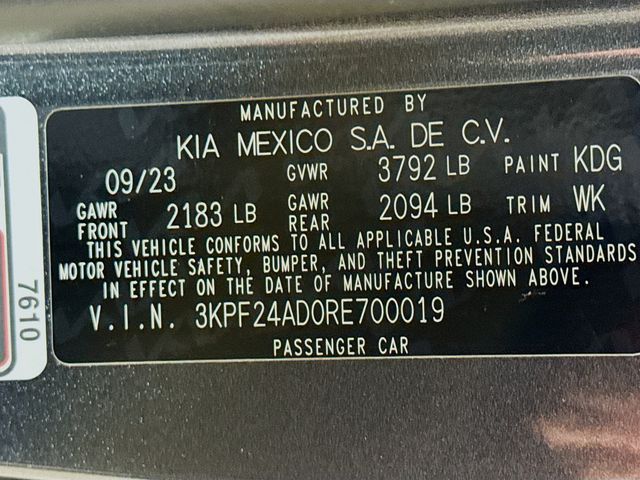 MANUFACTURED BY
KIA MEXICO S.A. DE C.V.
09/23 GVWR 3792 LB PAINT KDG
GAWR FRONT 2183 LB GAWR REAR 2094 LB TRIM WK
THIS VEHICLE CONFORMS TO ALL APPLICABLE U.S.A. FEDERAL
MOTOR VEHICLE SAFETY, BUMPER, AND THEFT PREVENTION STANDARDS
IN EFFECT ON THE DATE OF MANUFACTURE SHOWN ABOVE.
V.I.N. 3KPF24AD0RE700019
PASSENGER CAR
7610